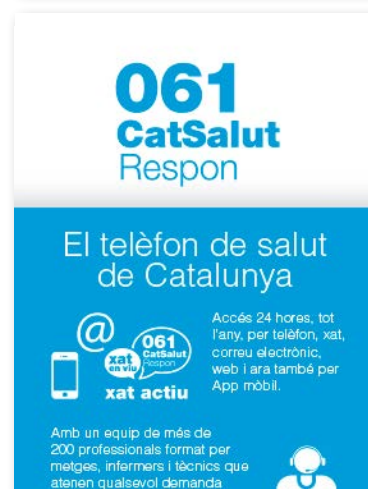 061
CatSalut
Respon
El telèfon de salut
de Catalunya
@
xat
en viu
061
CatSalut
Respon
xat actiu
Accés 24 hores, tot
l'any, per telèfon, xat,
correu electrònic,
web i ara també per
App mòbil.
Amb un equip de més de
200 professionals format per
metges, infermers i tècnics que
atenen qualsevol demanda